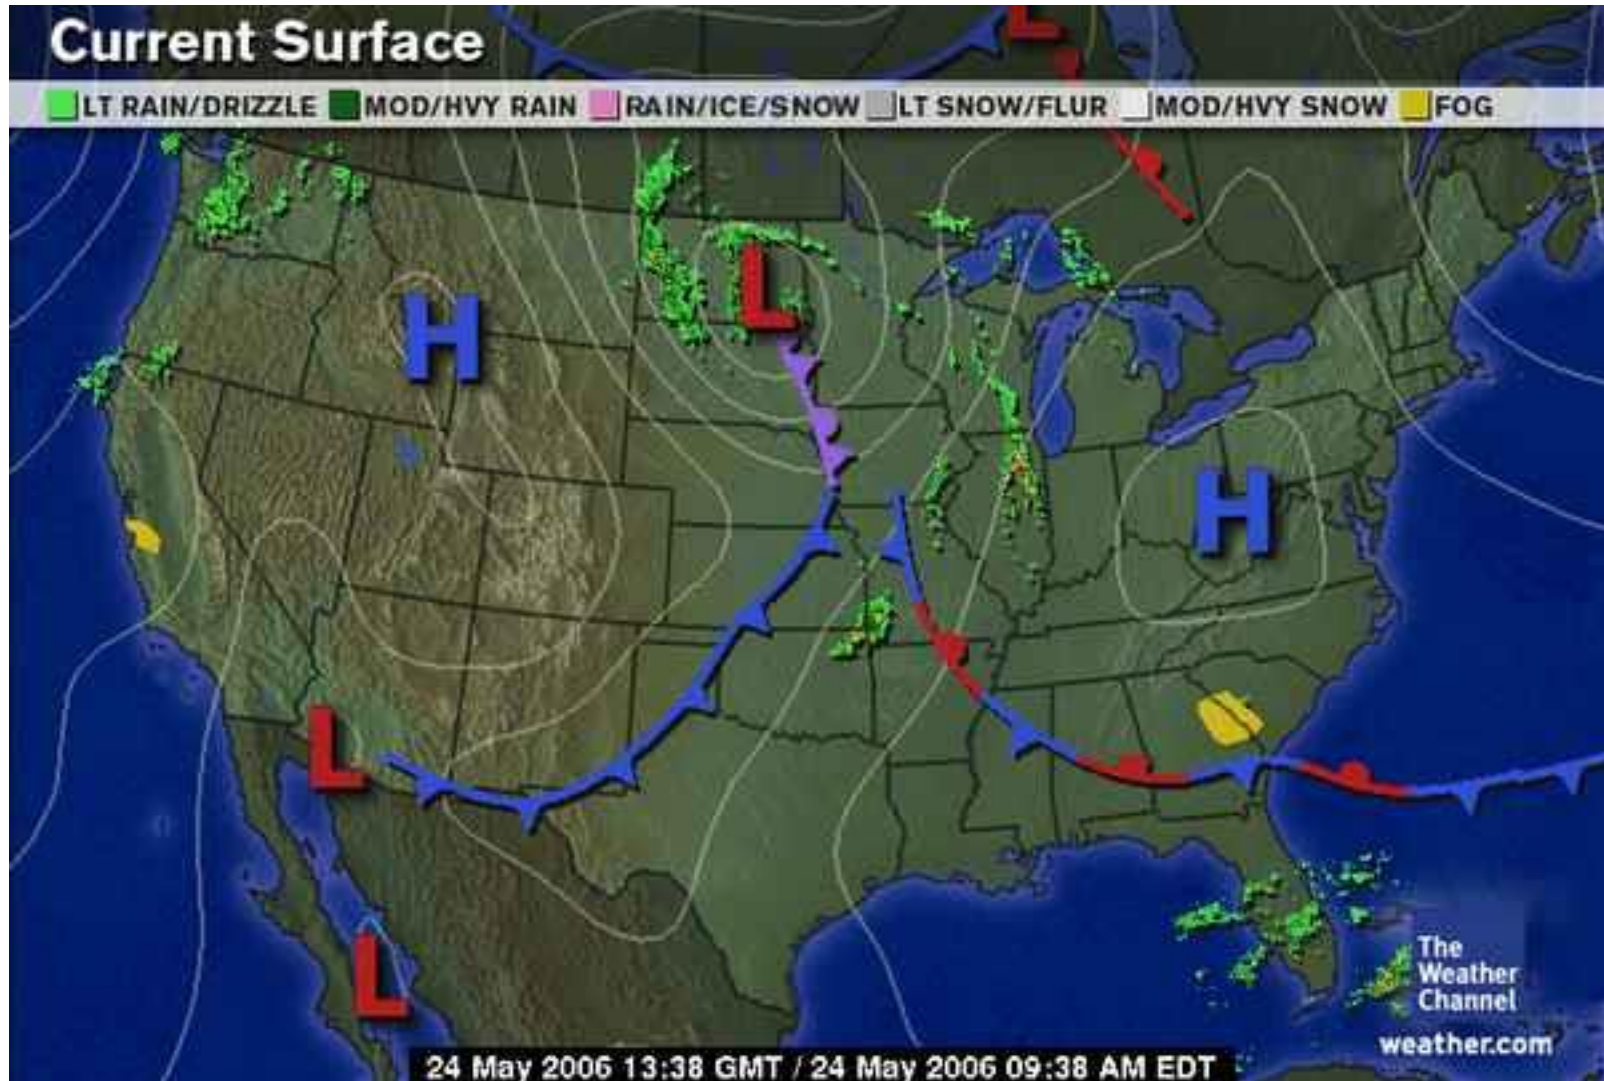 Current Surface
LT RAIN/DRIZZLE MOD/HVY RAIN RAIN/ICE/SNOW LT SNOW/FLUR MOD/HVY SNOW FOG
L
L
H
H
L
L
The
Weather
Channel
weather.com
24 May 2006 13:38 GMT / 24 May 2006 09:38 AM EDT